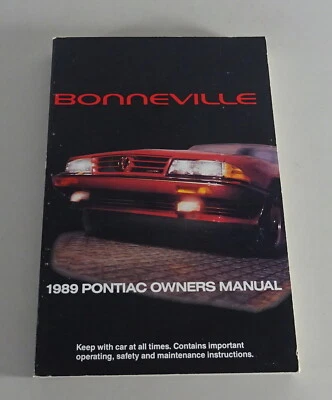 BONNEVILLE
1989 PONTIAC OWNERS MANUAL
Keep with car at all times. Contains important
operating, safety and maintenance instructions.